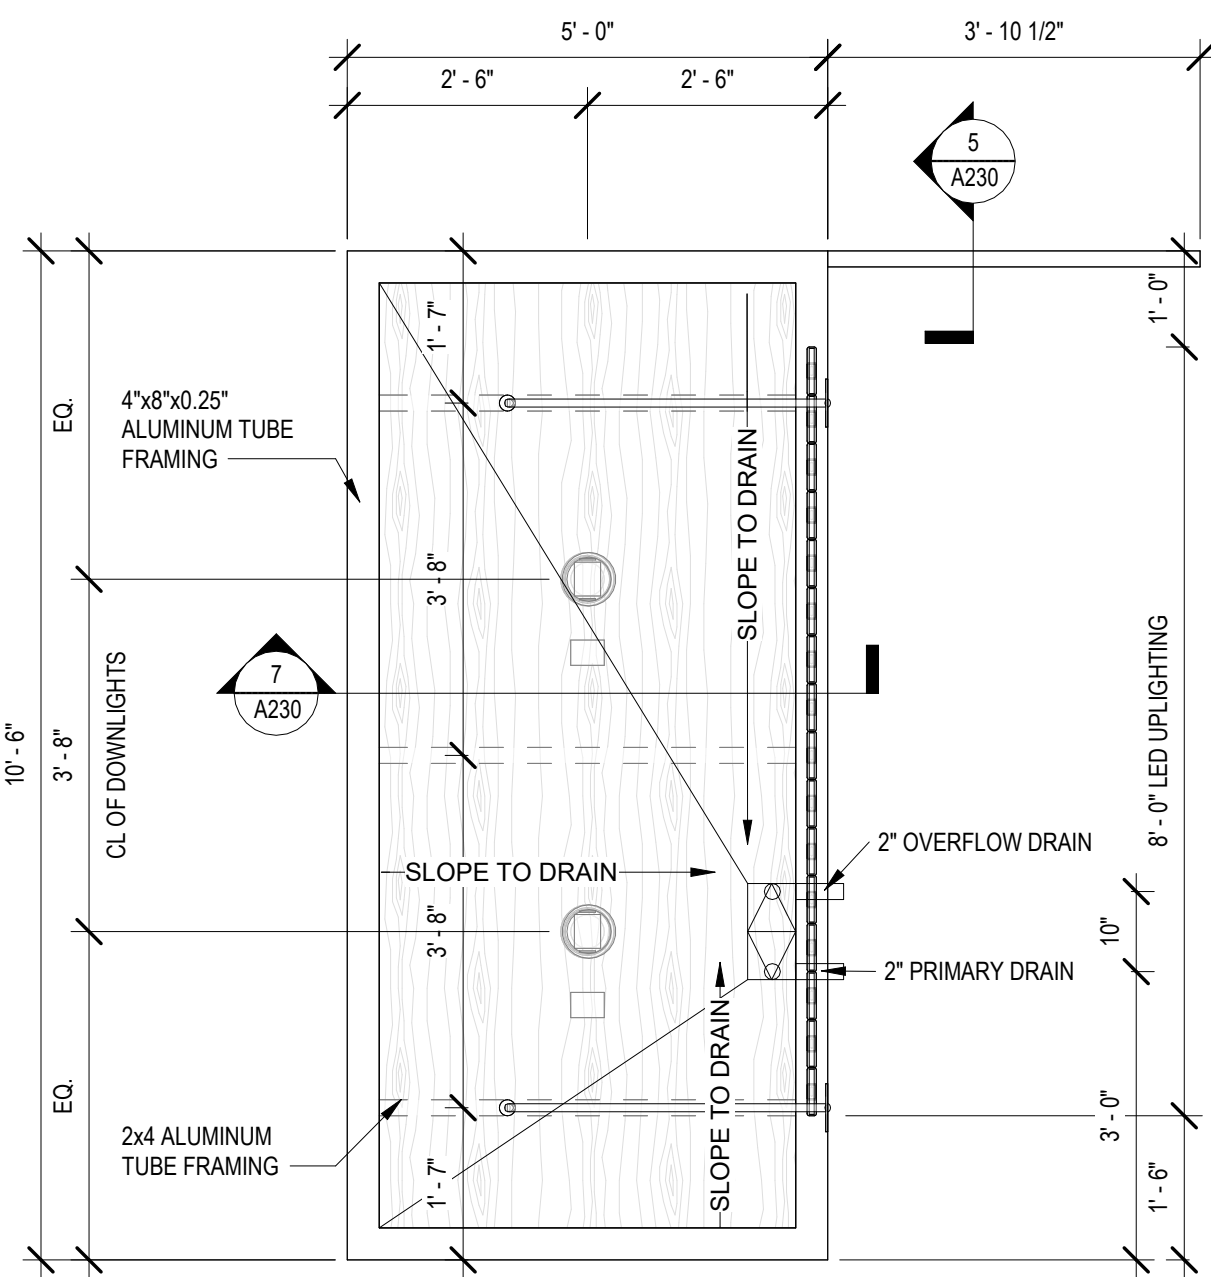 5' - 0"
3' - 10 1/2"
2' - 6"
2' - 6"
5
A230
1' - 0"
1' - 7"
EQ.
4"x8"x0.25"
ALUMINUM TUBE
FRAMING
SLOPE TO DRAIN
3' - 8"
7
A230
CL OF DOWNLIGHTS
3' - 8"
10' - 6"
8' - 0" LED UPLIGHTING
2" OVERFLOW DRAIN
SLOPE TO DRAIN
3' - 8"
10"
2" PRIMARY DRAIN
SLOPE TO DRAIN
EQ.
2x4 ALUMINUM
TUBE FRAMING
1' - 7"
3' - 0"
1' - 6"